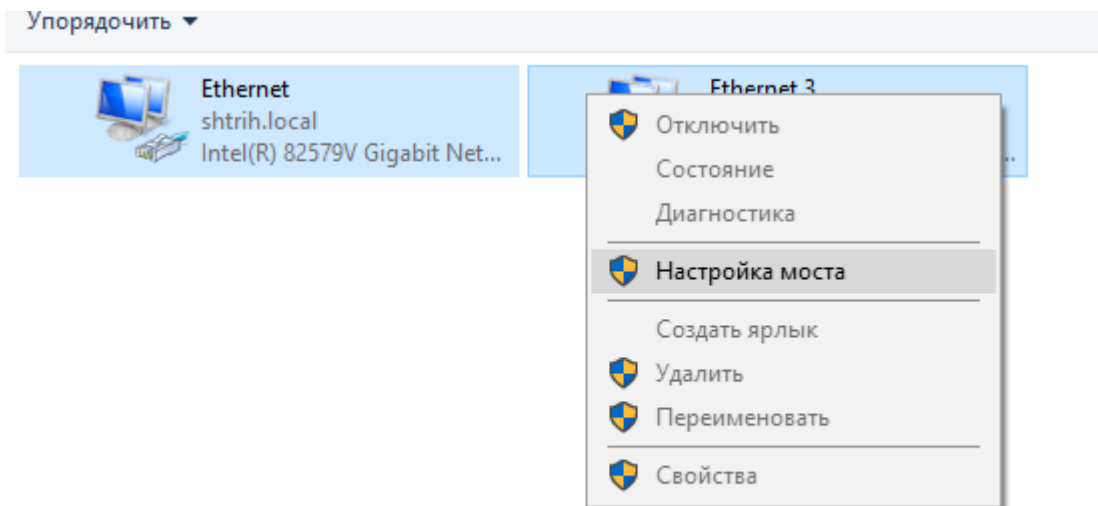 Упорядочить
Ethernet
shtrih.local
Intel(R) 82579V Gigabit Net...
Ethernet 3
Отключить
Состояние
Диагностика
Настройка моста
Создать ярлык
Удалить
Переименовать
Свойства